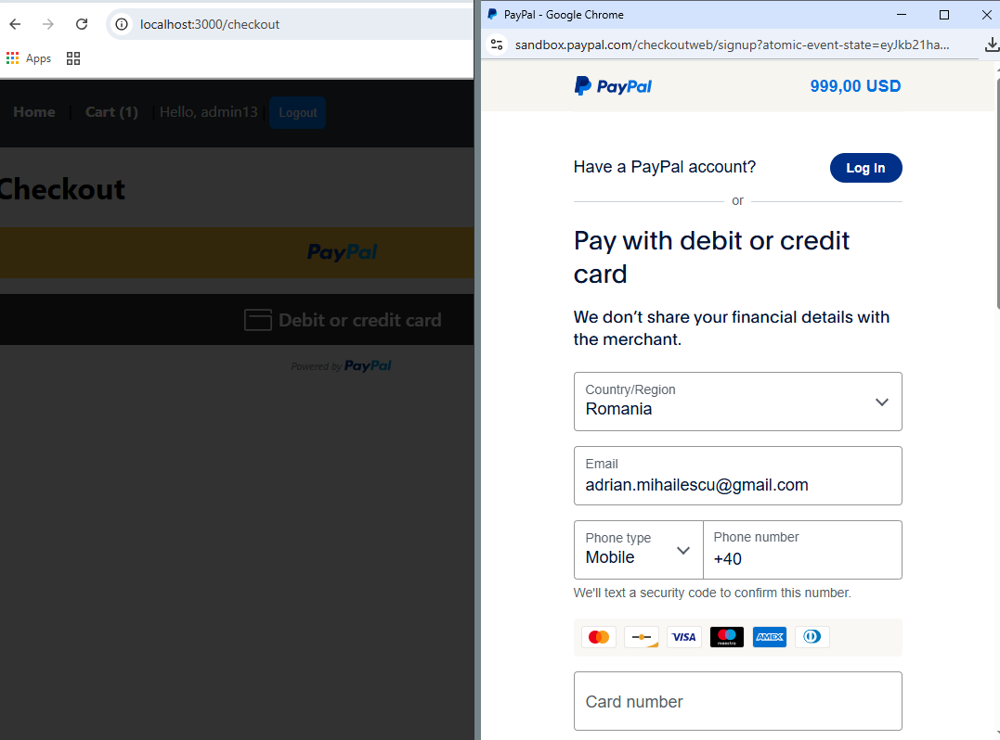 localhost:3000/checkout
Apps
Home | Cart (1) | Hello, admin13 | Logout
Checkout
PayPal
Debit or credit card
Powered by PayPal
PayPal - Google Chrome
sandbox.paypal.com/checkoutweb/signup?atomic-event-state=eyJkb21ha...
PayPal 999,00 USD
Have a PayPal account? Log In
or
Pay with debit or credit
card
We don’t share your financial details with
the merchant.
Country/Region
Romania
Email
adrian.mihailescu@gmail.com
Phone type
Mobile
Phone number
+40
We'll text a security code to confirm this number.
VISA maestro AMEX
Card number